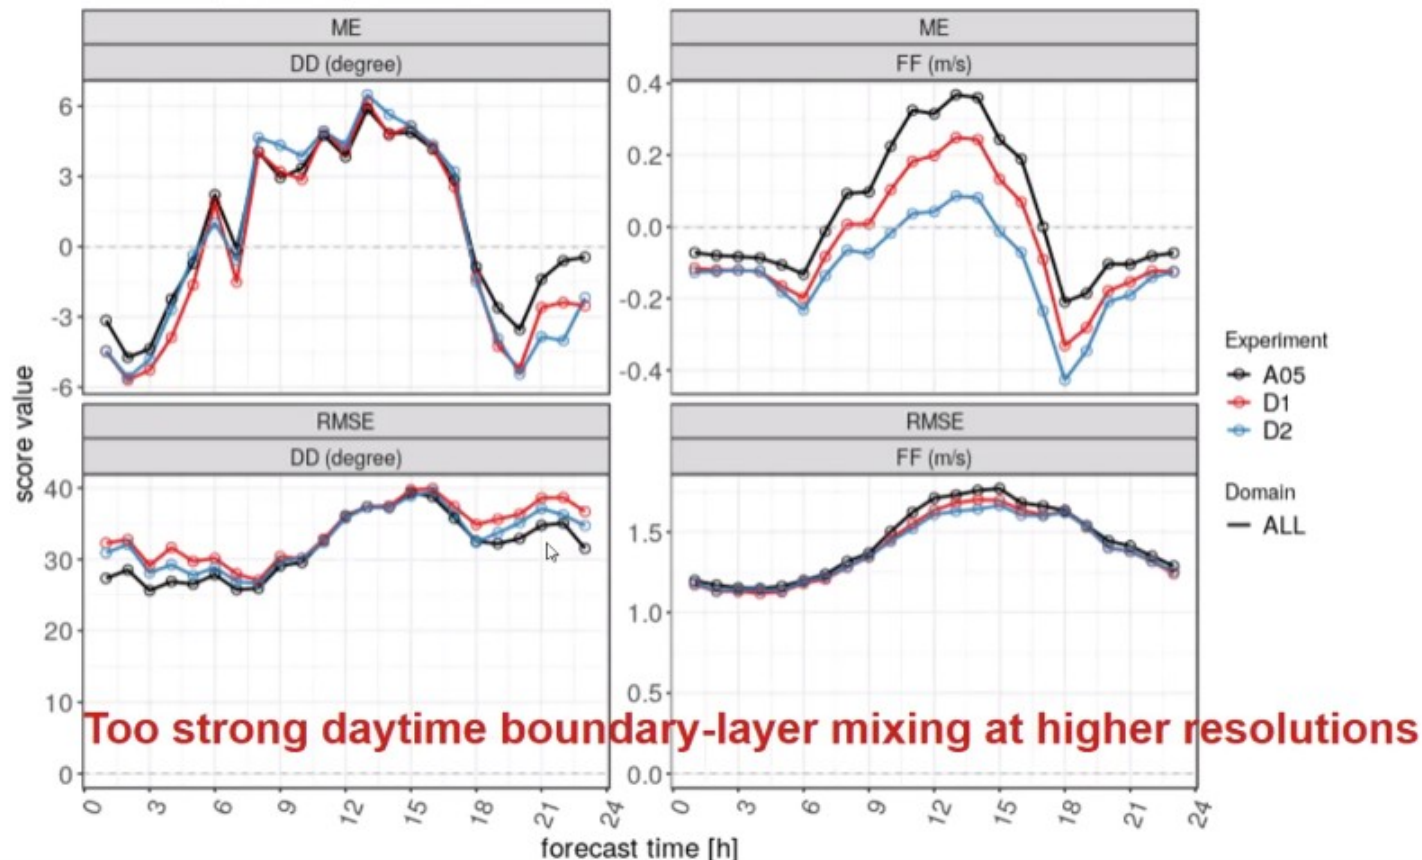 ME
DD (degree)
6
3
0
-3
-6
ME
FF (m/s)
0.4
0.2
0.0
-0.2
-0.4
score value
RMSE
DD (degree)
40
30
20
10
0
RMSE
FF (m/s)
1.5
1.0
0.5
0.0
Too strong daytime boundary-layer mixing at higher resolutions
0 3 6 9 12 15 18 21 24
0 3 6 9 12 15 18 21 24
forecast time [h]
Experiment
A05
D1
D2
Domain
ALL